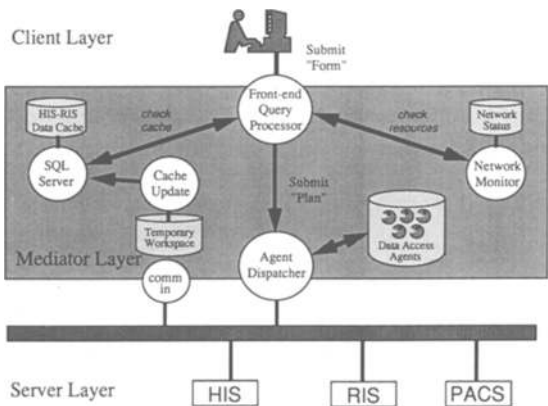 Client Layer
Submit
"Form"
HIS-RIS
Data Cache
check
cache
Front-end
Query
Processor
check
resources
Network
Status
SQL
Server
Cache
Update
Network
Monitor
Submit
"Plan"
Temporary
Workspace
Data Access
Agents
Mediator Layer
Agent
Dispatcher
comm
in
Server Layer
HIS
RIS
PACS